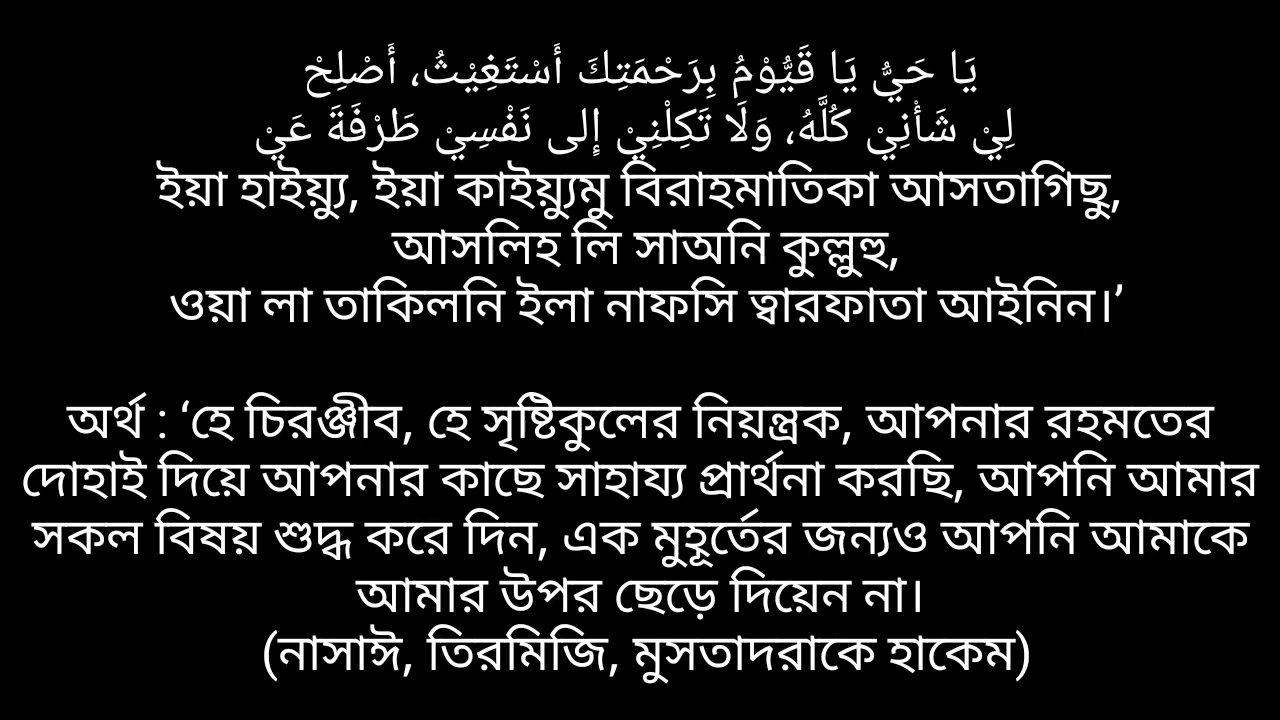 يَا حَيُّ يَا قَيُّوْمُ بِرَحْمَتِكَ أَسْتَغِيْثُ، أَصْلِحْ
لِيْ شَأْنِيْ كُلَّهُ، وَلَا تَكِلْنِيْ إِلى نَفْسِيْ طَرْفَةَ عَيْ
ইয়া হাইয়্যু, ইয়া কাইয়্যুমু বিরাহমাতিকা আসতাগিছু,
আসলিহ লি সাঅনি কুল্লুহু,
ওয়া লা তাকিলনি ইলা নাফসি ত্বারফাতা আইনিন।’
অর্থ : ‘হে চিরঞ্জীব, হে সৃষ্টিকুলের নিয়ন্ত্রক, আপনার রহমতের
দোহাই দিয়ে আপনার কাছে সাহায্য প্রার্থনা করছি, আপনি আমার
সকল বিষয় শুদ্ধ করে দিন, এক মুহূর্তের জন্যও আপনি আমাকে
আমার উপর ছেড়ে দিয়েন না।
(নাসাঈ, তিরমিজি, মুসতাদরাকে হাকেম)